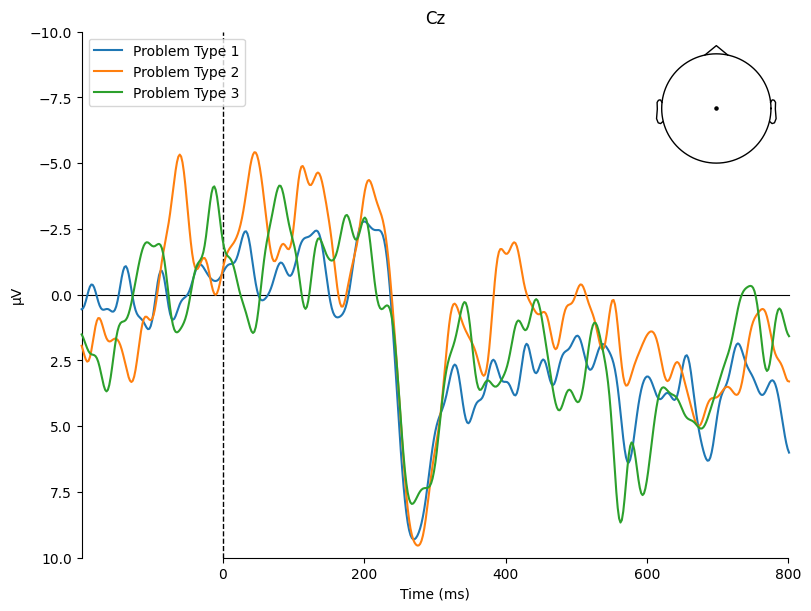 Cz
Problem Type 1
Problem Type 2
Problem Type 3
−10.0
−7.5
−5.0
−2.5
0.0
2.5
5.0
7.5
10.0
µV
0
200
400
600
800
Time (ms)